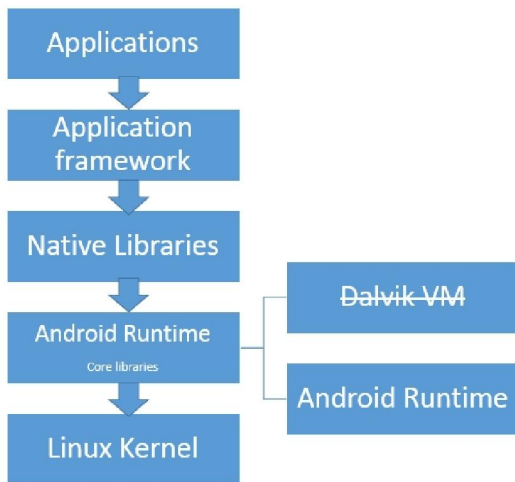 Applications
Application
framework
Native Libraries
Android Runtime
Core libraries
Linux Kernel
Dalvik VM
Android Runtime